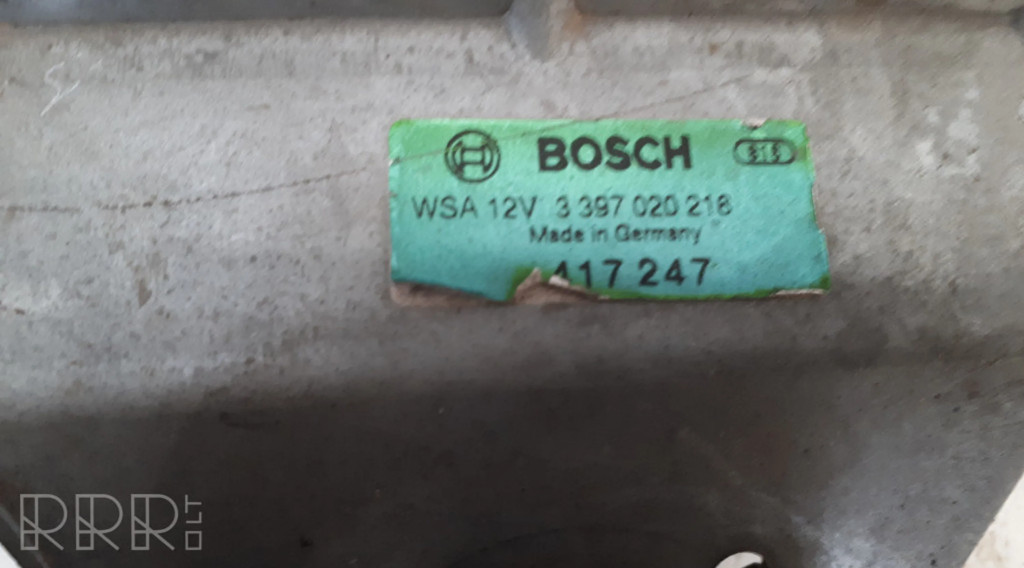 BOSCH
WSA 12V 3 397 020 218
Made in Germany
417 247
RRR.LT